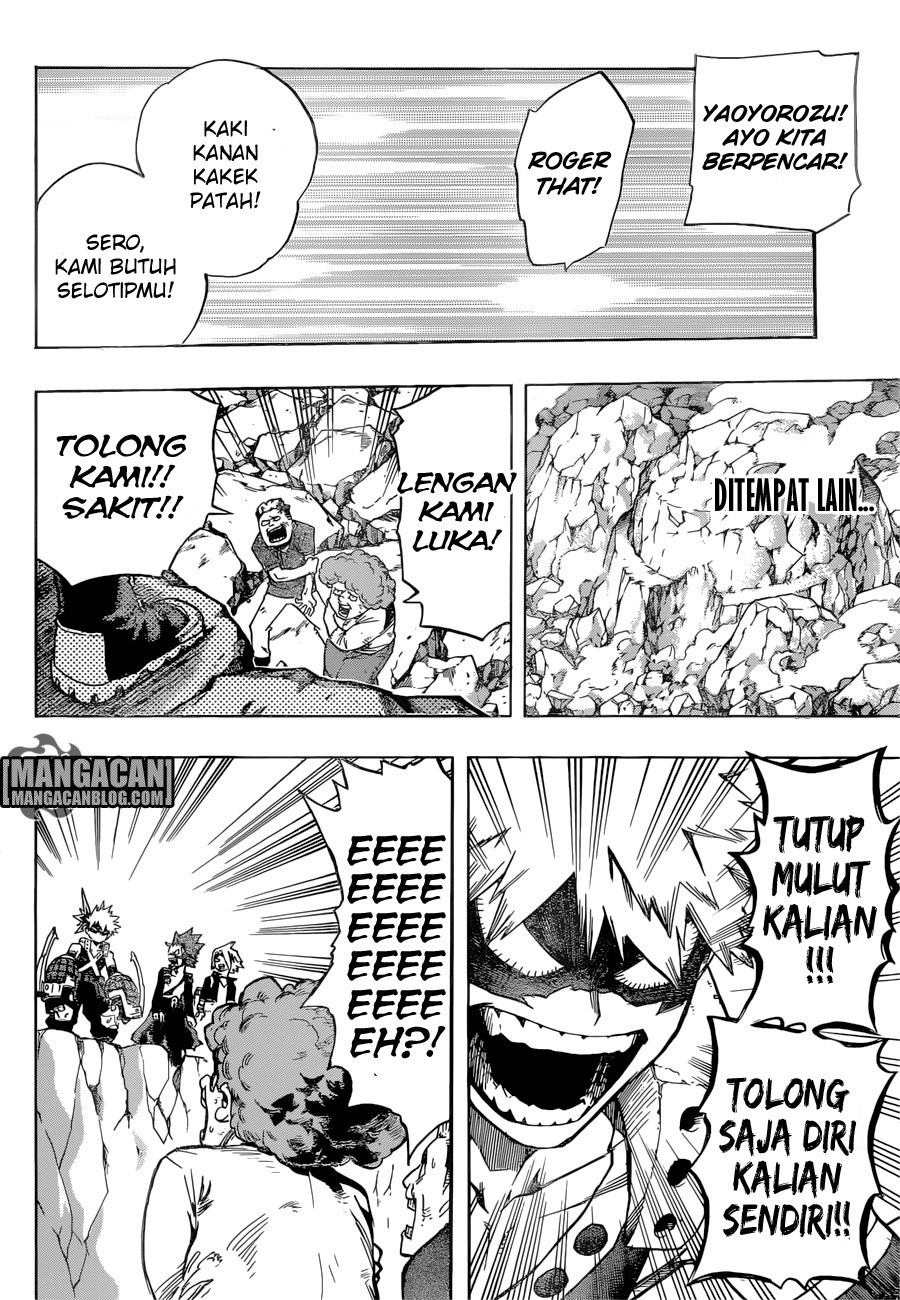 YAOYOROZU!
AYO KITA
BERPENCAR!
ROGER
THAT!
KAKI
KANAN
KAKEK
PATAH!
SERO,
KAMI BUTUH
SELOTIPMU!
DITEMPAT LAIN...
LENGAN
KAMI
LUKA!
TOLONG
KAMI!!
SAKIT!!
TUTUP
MULUT
KALIAN
!!!
TOLONG
SAJA DIRI
KALIAN
SENDIRI!!
EEEE
EEEE
EEEE
EEEE
EEEE
EH?!
MANGACAN
MANGACANBLOG.COM